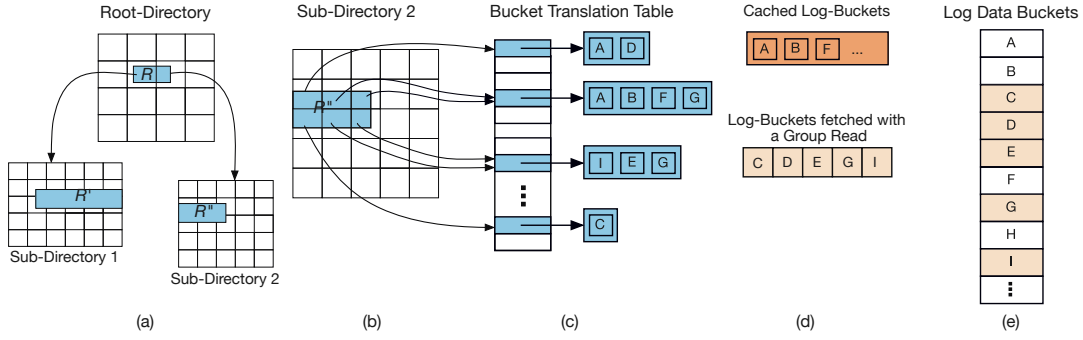 Root-Directory
R
R'
Sub-Directory 1
R"
Sub-Directory 2
(a)
Sub-Directory 2
R"
(b)
Bucket Translation Table
A D
A B F G
I E G
C
(c)
Cached Log-Buckets
A B F ...
Log-Buckets fetched with
a Group Read
C D E G I
(d)
Log Data Buckets
A
B
C
D
E
F
G
H
I
(e)